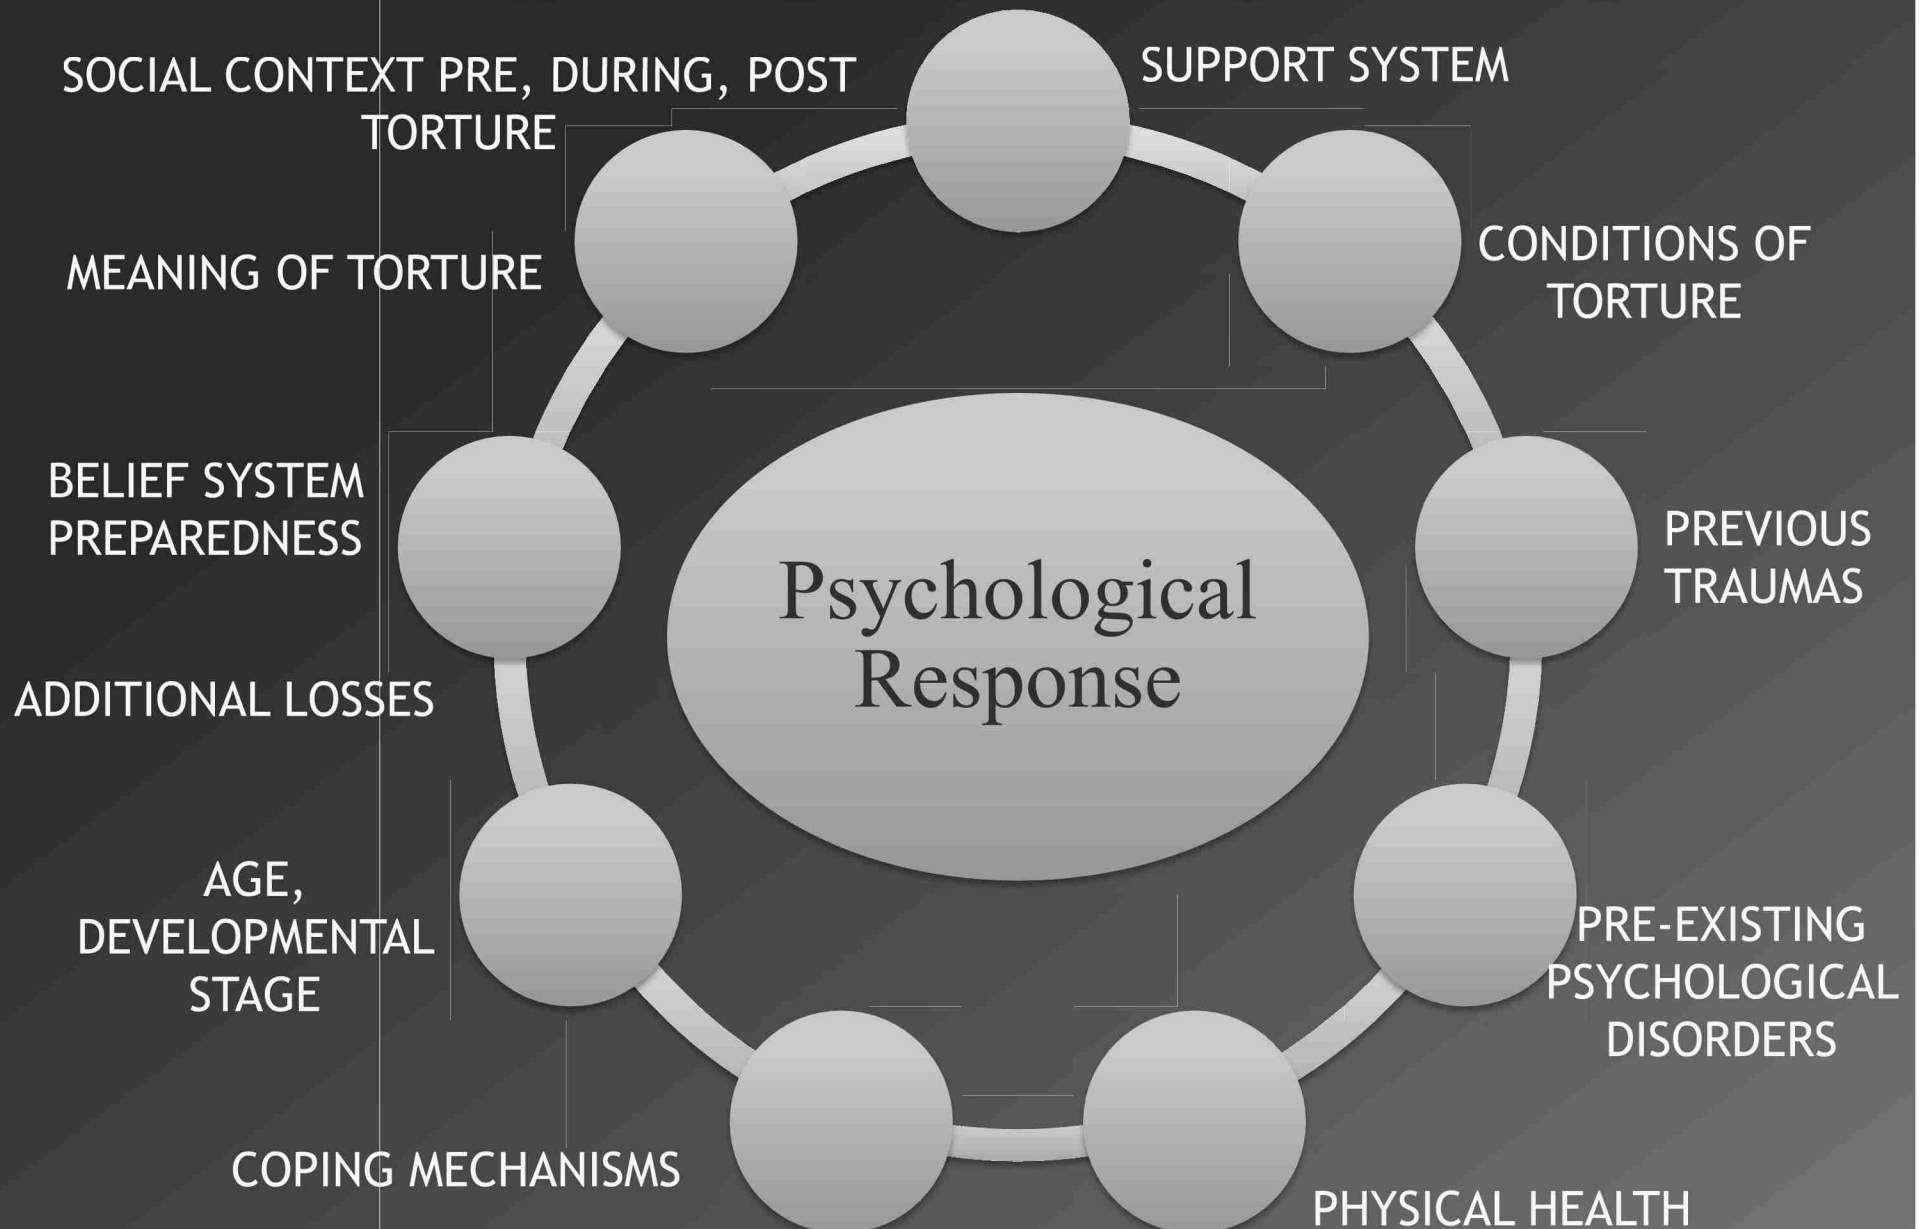 SOCIAL CONTEXT PRE, DURING, POST
TORTURE
SUPPORT SYSTEM
MEANING OF TORTURE
CONDITIONS OF
TORTURE
BELIEF SYSTEM
PREPAREDNESS
PREVIOUS
TRAUMAS
Psychological
Response
ADDITIONAL LOSSES
AGE,
DEVELOPMENTAL
STAGE
PRE-EXISTING
PSYCHOLOGICAL
DISORDERS
COPING MECHANISMS
PHYSICAL HEALTH